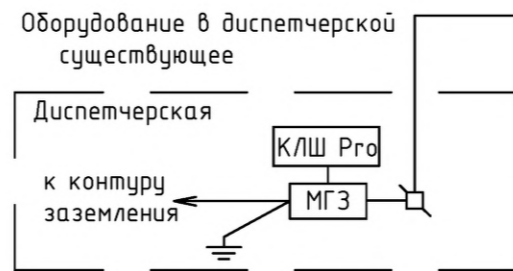 Оборудование в диспетчерской
существующее
Диспетчерская
КЛШ Pro
к контуру
заземления
МГЗ